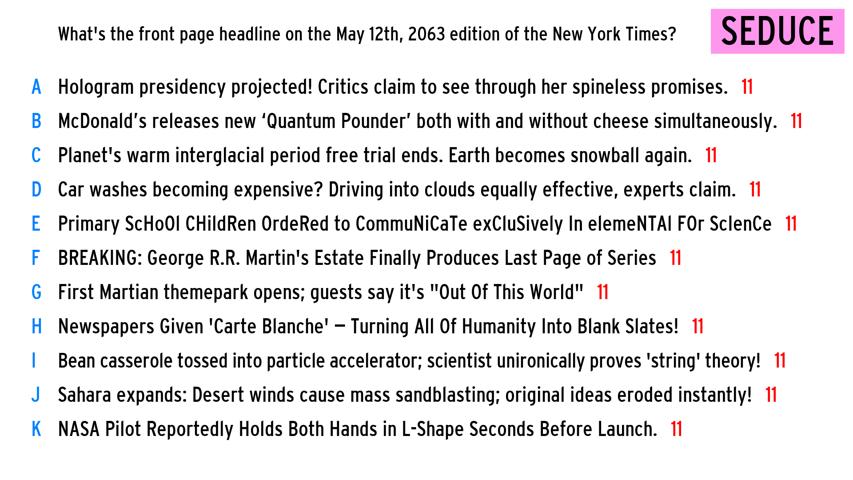 What's the front page headline on the May 12th, 2063 edition of the New York Times?
SEDUCE
A Hologram presidency projected! Critics claim to see through her spineless promises. 11
B McDonald’s releases new ‘Quantum Pounder’ both with and without cheese simultaneously. 11
C Planet's warm interglacial period free trial ends. Earth becomes snowball again. 11
D Car washes becoming expensive? Driving into clouds equally effective, experts claim. 11
E Primary ScHoOl CHildRen OrdeRed to CommuNiCaTe exCluSively In elemeNTAl FOr ScIenCe 11
F BREAKING: George R.R. Martin's Estate Finally Produces Last Page of Series 11
G First Martian themepark opens; guests say it's "Out Of This World" 11
H Newspapers Given 'Carte Blanche' – Turning All Of Humanity Into Blank Slates! 11
I Bean casserole tossed into particle accelerator; scientist unironically proves 'string' theory! 11
J Sahara expands: Desert winds cause mass sandblasting; original ideas eroded instantly! 11
K NASA Pilot Reportedly Holds Both Hands in L-Shape Seconds Before Launch. 11